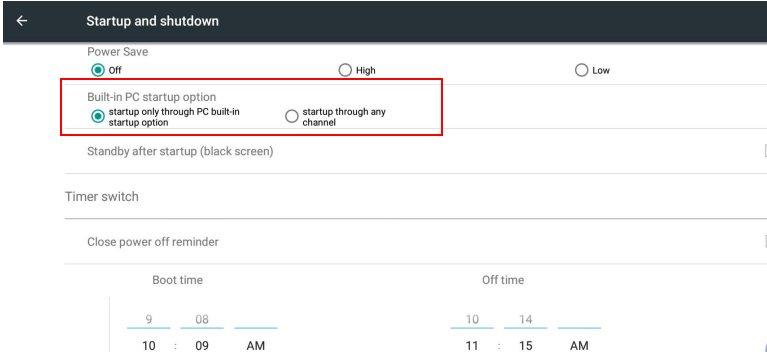 Startup and shutdown
Power Save
Off High Low
Built-in PC startup option
startup only through PC built-in startup through any
startup option channel
Standby after startup (black screen)
Timer switch
Close power off reminder
Boot time Off time
9 08 10 14
10 : 09 AM 11 : 15 AM